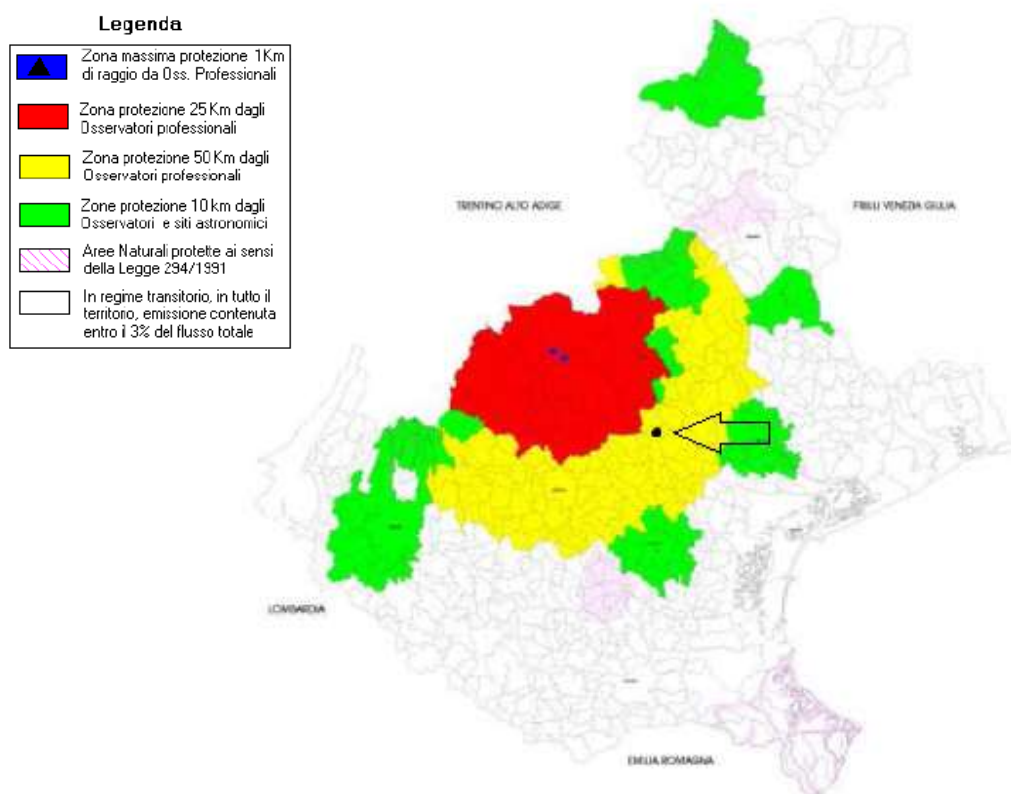 Legenda
Zona massima protezione 1Km
di raggio da Oss. Professionali
Zona protezione 25 Km dagli
Osservatori professionali
Zona protezione 50 Km dagli
Osservatori professionali
Zone protezione 10 km dagli
Osservatori e siti astronomici
Aree Naturali protette ai sensi
della Legge 294/1991
In regime transitorio, in tutto il
territorio, emissione contenuta
entro il 3% del flusso totale
TRENTINO ALTO ADIGE
FRIULI VENEZIA GIULIA
LOMBARDIA
EMILIA ROMAGNA